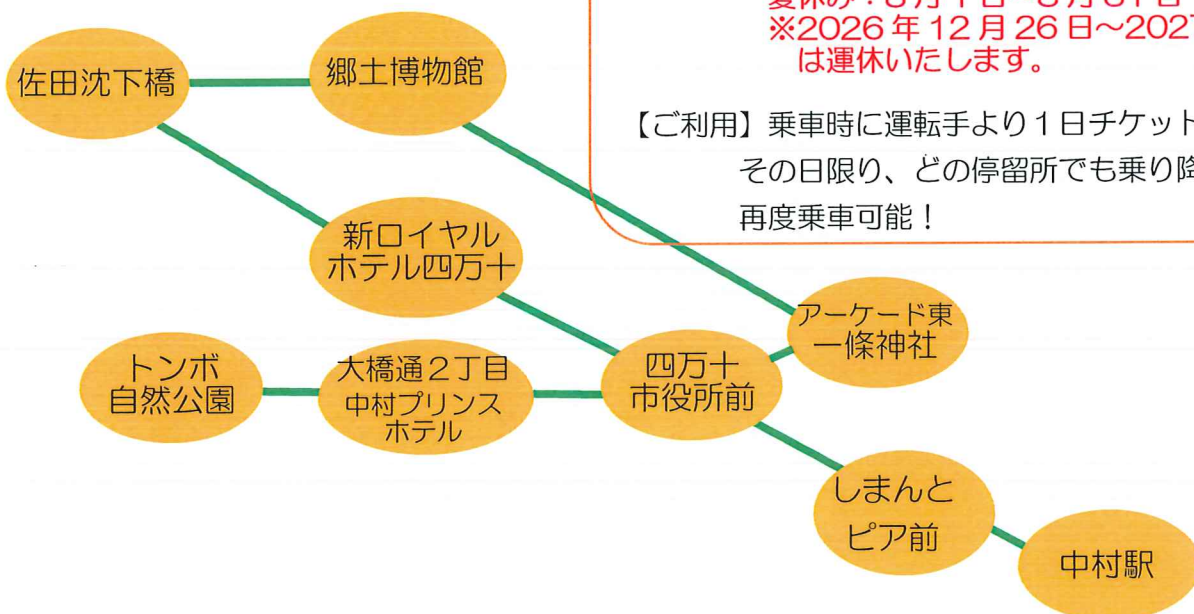 ※2026年12月26日～202
は運休いたします。
【ご利用】乗車時に運転手より１日チケット
その日限り、どの停留所でも乗り降
再度乗車可能！
佐田沈下橋
郷土博物館
新ロイヤル
ホテル四万十
アーケード東
一條神社
トンボ
自然公園
大橋通２丁目
中村プリンス
ホテル
四万十
市役所前
しまんと
ピア前
中村駅